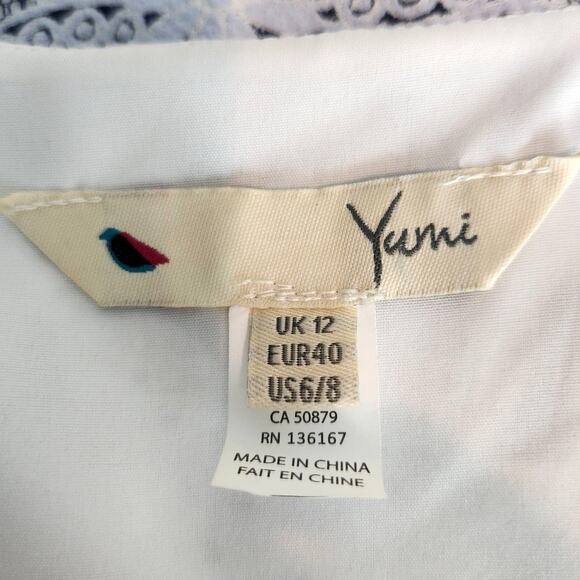 Yumi
UK 12
EUR40
US6/8
CA 50879
RN 136167
MADE IN CHINA
FAIT EN CHINE